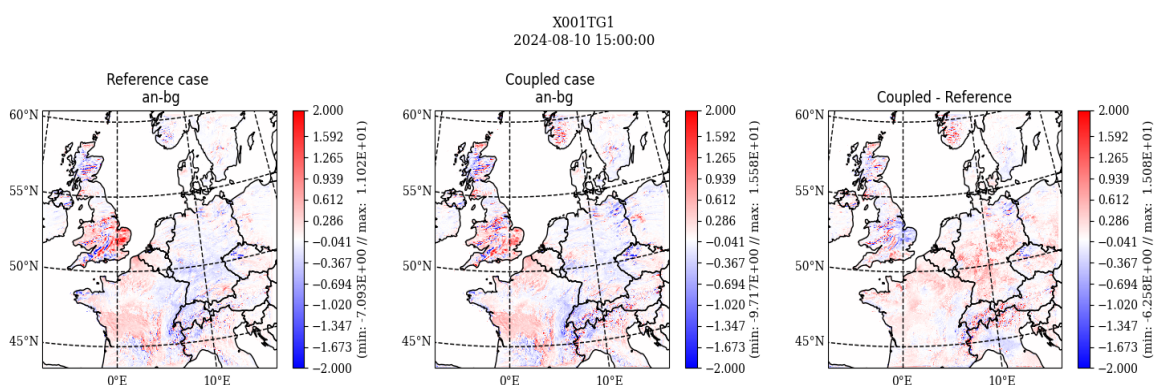 X001TG1
2024-08-10 15:00:00
Reference case
an-bg
60°N
55°N
50°N
45°N
0°E
10°E
2.000
1.592
1.265
0.939
0.612
0.286
−0.041
−0.367
−0.694
−1.020
−1.347
−1.673
−2.000
(min: -7.093E+00 // max:  1.102E+01)
Coupled case
an-bg
60°N
55°N
50°N
45°N
0°E
10°E
2.000
1.592
1.265
0.939
0.612
0.286
−0.041
−0.367
−0.694
−1.020
−1.347
−1.673
−2.000
(min: -9.717E+00 // max:  1.558E+01)
Coupled - Reference
60°N
55°N
50°N
45°N
0°E
10°E
2.000
1.592
1.265
0.939
0.612
0.286
−0.041
−0.367
−0.694
−1.020
−1.347
−1.673
−2.000
(min: -6.258E+00 // max:  1.508E+01)